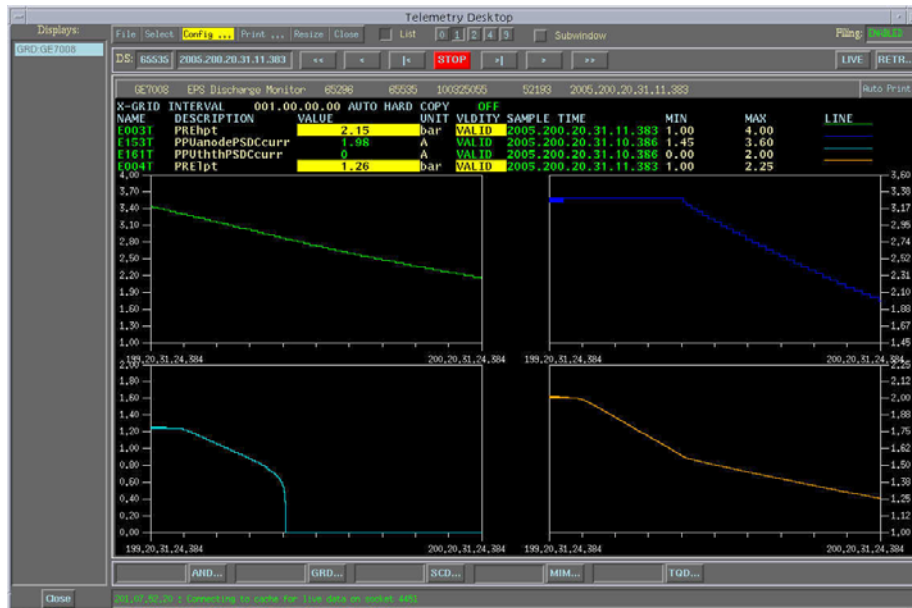 Telemetry Desktop
Displays:
File Select Config ... Print ... Resize Close List 0 1 2 4 9 Subwindow Filing: ENABLED
GRD:GE7008
DS: 65535 2005.200.20.31.11.383 << < |< STOP >| > >> LIVE RETR...
GE7008 EPS Discharge Monitor 65296 65535 100325055 52193 2005.200.20.31.11.383 Auto Print
X-GRID INTERVAL 001.00.00.00 AUTO HARD COPY OFF
NAME DESCRIPTION VALUE UNIT VLDITY SAMPLE TIME MIN MAX LINE
E003T PREhpt 2.15 bar VALID 2005.200.20.31.11.383 1.00 4.00
E153T PPUanodePSDCcurr 1.98 A VALID 2005.200.20.31.10.386 1.45 3.60
E161T PPUththPSDCcurr 0 A VALID 2005.200.20.31.10.386 0.00 2.00
E004T PRElpt 1.26 bar VALID 2005.200.20.31.11.383 1.00 2.25
4,00 3,60
3,70 3,38
3,40 3,17
3,10 2,95
2,80 2,74
2,50 2,52
2,20 2,31
1,90 2,10
1,60 1,88
1,30 1,67
1,00 1,45
199,20,31,24,384 200,20,31,24,384 199,20,31,24,384 200,20,31,24,384
2,00 2,25
1,80 2,13
1,60 2,00
1,40 1,88
1,20 1,75
1,00 1,63
0,80 1,50
0,60 1,38
0,40 1,25
0,20 1,12
0,00 1,00
199,20,31,24,384 200,20,31,24,384 199,20,31,24,384 200,20,31,24,384
AND... GRD... SCD... MIM... TQD...
Close 201.07.52.20 : Connecting to cache for live data on socket 4451